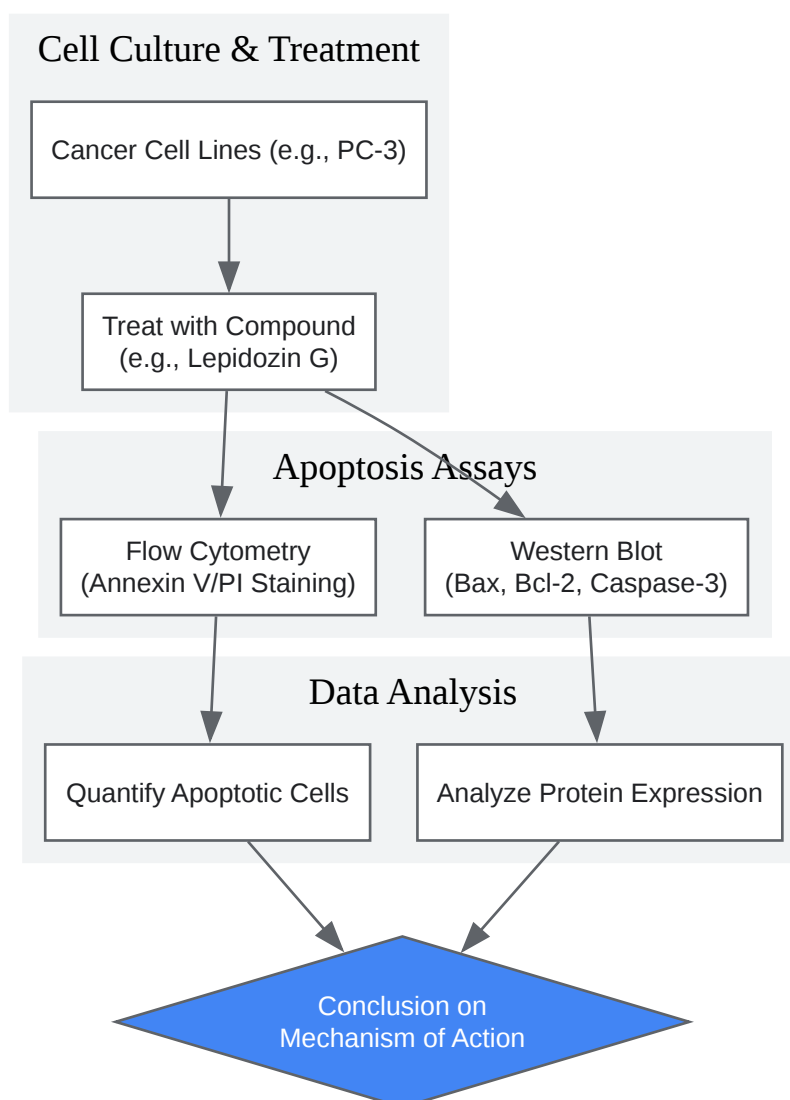 Cell Culture & Treatment
Cancer Cell Lines (e.g., PC-3)
Treat with Compound
(e.g., Lepidozin G)
Apoptosis Assays
Flow Cytometry
(Annexin V/PI Staining)
Western Blot
(Bax, Bcl-2, Caspase-3)
Data Analysis
Quantify Apoptotic Cells
Analyze Protein Expression
Conclusion on
Mechanism of Action